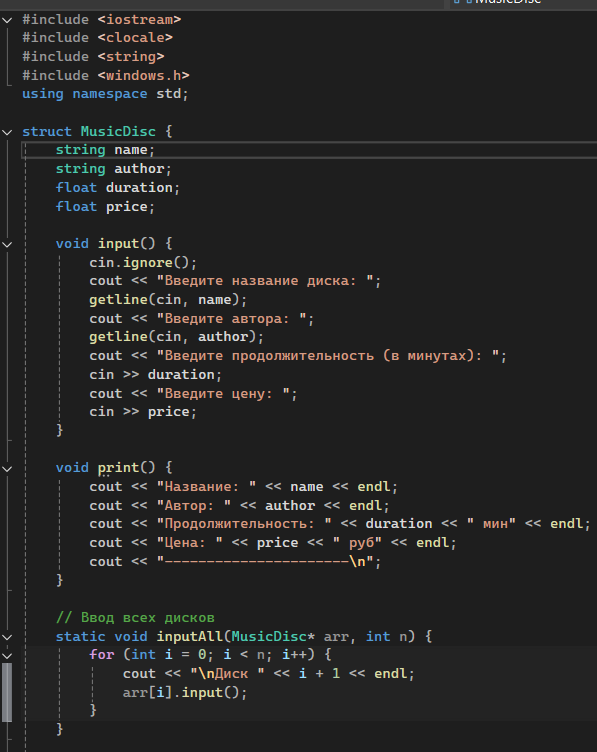 MusicDisc
#include <iostream>
#include <clocale>
#include <string>
#include <windows.h>
using namespace std;
struct MusicDisc {
    string name;
    string author;
    float duration;
    float price;
    void input() {
        cin.ignore();
        cout << "Введите название диска: ";
        getline(cin, name);
        cout << "Введите автора: ";
        getline(cin, author);
        cout << "Введите продолжительность (в минутах): ";
        cin >> duration;
        cout << "Введите цену: ";
        cin >> price;
    }
    void print() {
        cout << "Название: " << name << endl;
        cout << "Автор: " << author << endl;
        cout << "Продолжительность: " << duration << " мин" << endl;
        cout << "Цена: " << price << " руб" << endl;
        cout << "----------------------\n";
    }
    // Ввод всех дисков
    static void inputAll(MusicDisc* arr, int n) {
        for (int i = 0; i < n; i++) {
            cout << "\nДиск " << i + 1 << endl;
            arr[i].input();
        }
    }